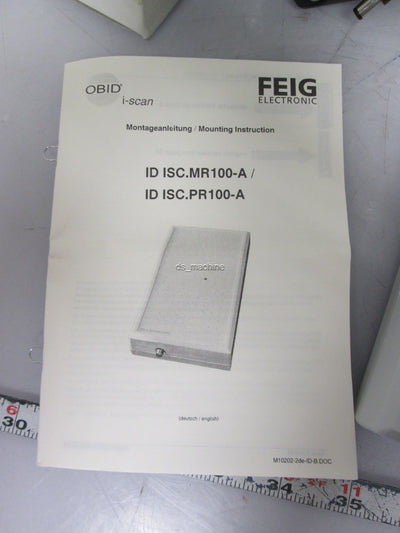 OBID®
i-scan
FEIG
ELECTRONIC
Montageanleitung / Mounting Instruction
ID ISC.MR100-A /
ID ISC.PR100-A
ds_machine
(deutsch / english)
M10202-2de-ID-B.DOC
6
30
11
34
35